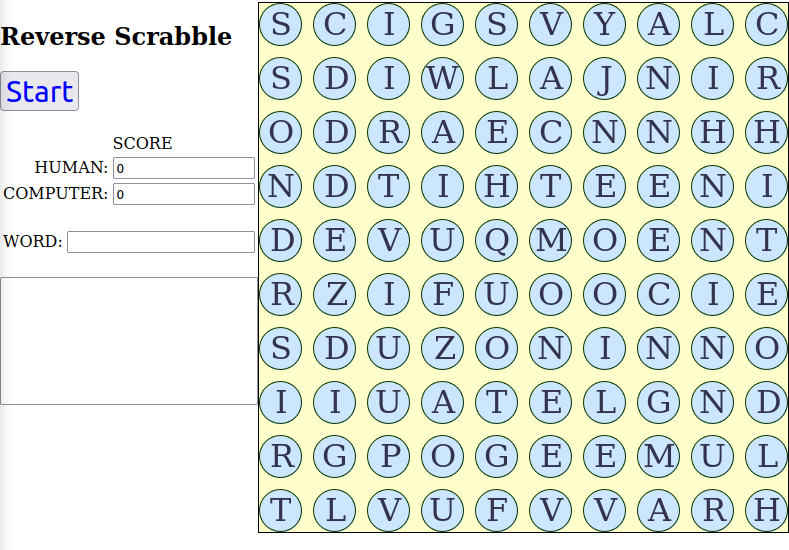 Reverse Scrabble
Start
SCORE
HUMAN: 0
COMPUTER: 0
WORD:
S C I G S V Y A L C
S D I W L A J N I R
O D R A E C N N H H
N D T I H T E E N I
D E V U Q M O E N T
R Z I F U O O C I E
S D U Z O N I N N O
I I U A T E L G N D
R G P O G E E M U L
T L V U F V V A R H